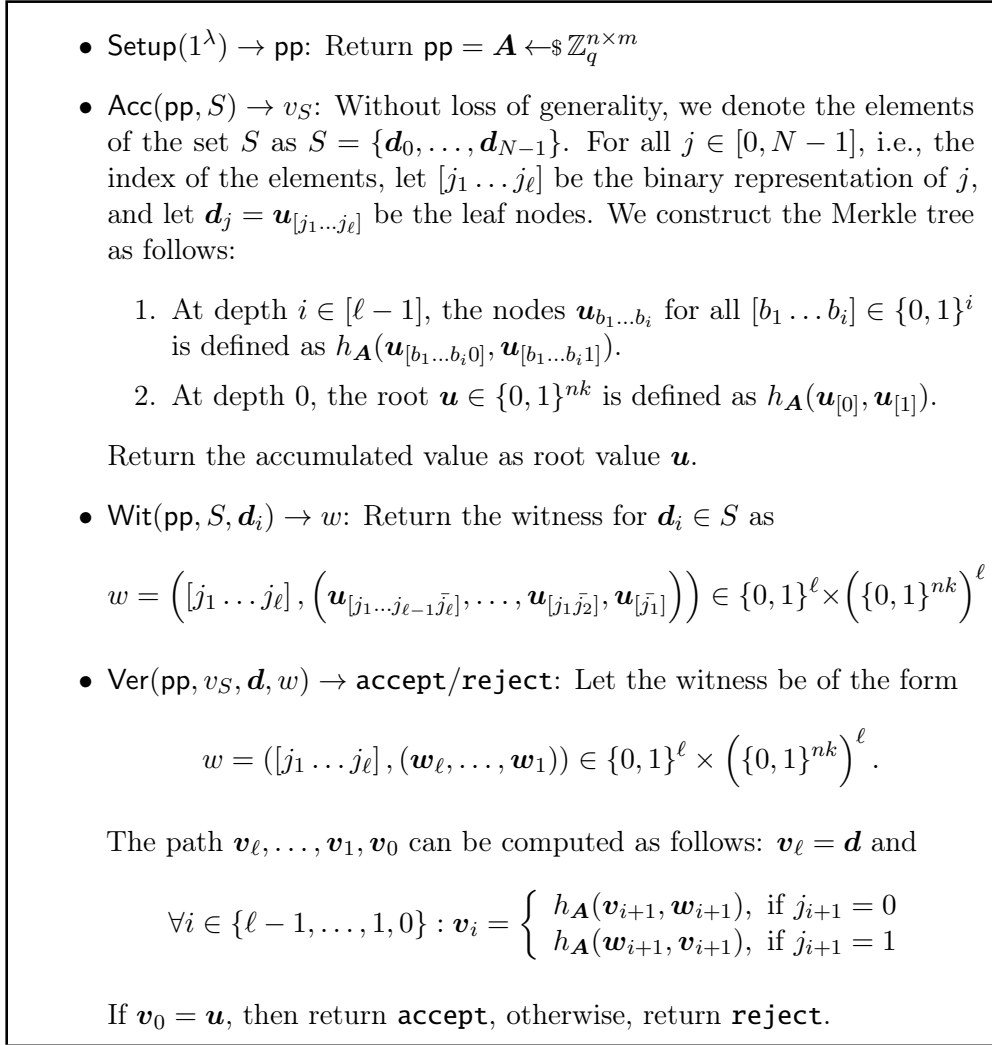 • Setup(1^λ) → pp: Return pp = A ←$ ℤ_q^{n×m}
• Acc(pp, S) → v_S: Without loss of generality, we denote the elements
of the set S as S = {d_0, . . . , d_{N−1}}. For all j ∈ [0, N − 1], i.e., the
index of the elements, let [j_1 . . . j_ℓ] be the binary representation of j,
and let d_j = u_{[j_1...j_ℓ]} be the leaf nodes. We construct the Merkle tree
as follows:
1. At depth i ∈ [ℓ − 1], the nodes u_{b_1...b_i} for all [b_1 . . . b_i] ∈ {0, 1}^i
is defined as h_A(u_{[b_1...b_i0]}, u_{[b_1...b_i1]}).
2. At depth 0, the root u ∈ {0, 1}^{nk} is defined as h_A(u_{[0]}, u_{[1]}).
Return the accumulated value as root value u.
• Wit(pp, S, d_i) → w: Return the witness for d_i ∈ S as
w = ([j_1 . . . j_ℓ] , (u_{[j_1...j_{ℓ−1}j̄_ℓ]}, . . . , u_{[j_1j̄_2]}, u_{[j̄_1]})) ∈ {0, 1}^ℓ × ({0, 1}^{nk})^ℓ
• Ver(pp, v_S, d, w) → accept/reject: Let the witness be of the form
w = ([j_1 . . . j_ℓ] , (w_ℓ, . . . , w_1)) ∈ {0, 1}^ℓ × ({0, 1}^{nk})^ℓ.
The path v_ℓ, . . . , v_1, v_0 can be computed as follows: v_ℓ = d and
∀i ∈ {ℓ − 1, . . . , 1, 0} : v_i = { h_A(v_{i+1}, w_{i+1}), if j_{i+1} = 0
h_A(w_{i+1}, v_{i+1}), if j_{i+1} = 1
If v_0 = u, then return accept, otherwise, return reject.